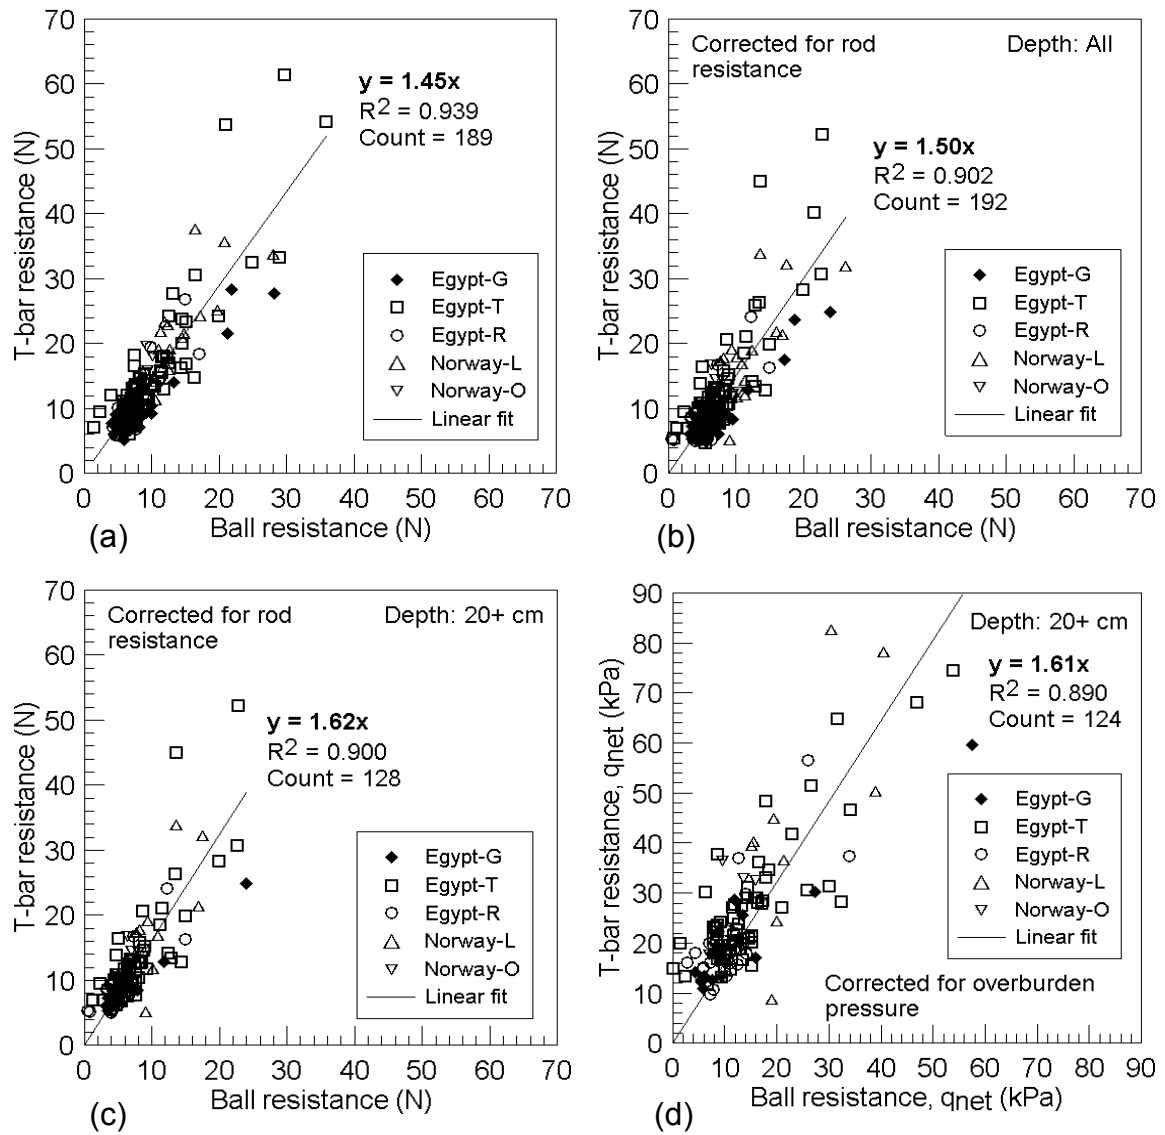 70
60
50
40
30
20
10
0
T-bar resistance (N)
y = 1.45x
R2 = 0.939
Count = 189
Egypt-G
Egypt-T
Egypt-R
Norway-L
Norway-O
Linear fit
0 10 20 30 40 50 60 70
(a) Ball resistance (N)
70
60
50
40
30
20
10
0
T-bar resistance (N)
Corrected for rod
resistance
Depth: All
y = 1.50x
R2 = 0.902
Count = 192
Egypt-G
Egypt-T
Egypt-R
Norway-L
Norway-O
Linear fit
0 10 20 30 40 50 60 70
(b) Ball resistance (N)
70
60
50
40
30
20
10
0
T-bar resistance (N)
Corrected for rod
resistance
Depth: 20+ cm
y = 1.62x
R2 = 0.900
Count = 128
Egypt-G
Egypt-T
Egypt-R
Norway-L
Norway-O
Linear fit
0 10 20 30 40 50 60 70
(c) Ball resistance (N)
90
80
70
60
50
40
30
20
10
0
T-bar resistance, qnet (kPa)
Depth: 20+ cm
y = 1.61x
R2 = 0.890
Count = 124
Egypt-G
Egypt-T
Egypt-R
Norway-L
Norway-O
Linear fit
Corrected for overburden
pressure
0 10 20 30 40 50 60 70 80 90
(d) Ball resistance, qnet (kPa)